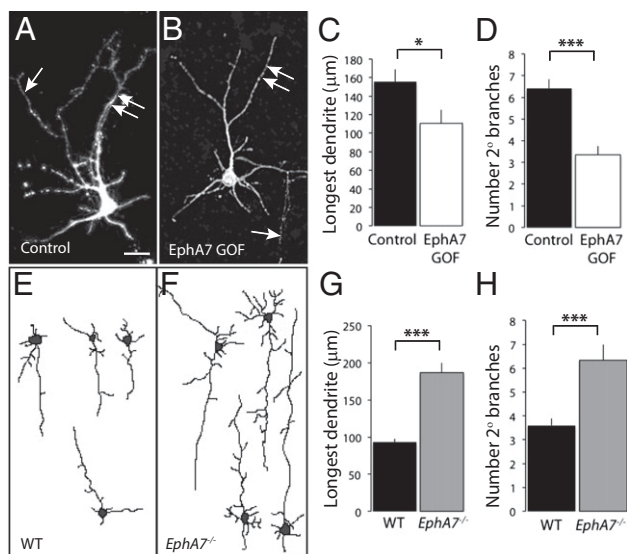 A
Control
B
EphA7 GOF
C
Longest dendrite (μm)
180
160
140
120
100
80
60
40
20
0
*
Control
EphA7
GOF
D
Number 2° branches
8
7
6
5
4
3
2
1
0
***
Control
EphA7
GOF
E
WT
F
EphA7-/-
G
Longest dendrite (μm)
250
200
150
100
50
0
***
WT
EphA7-/-
H
Number 2° branches
8
7
6
5
4
3
2
1
0
***
WT
EphA7-/-